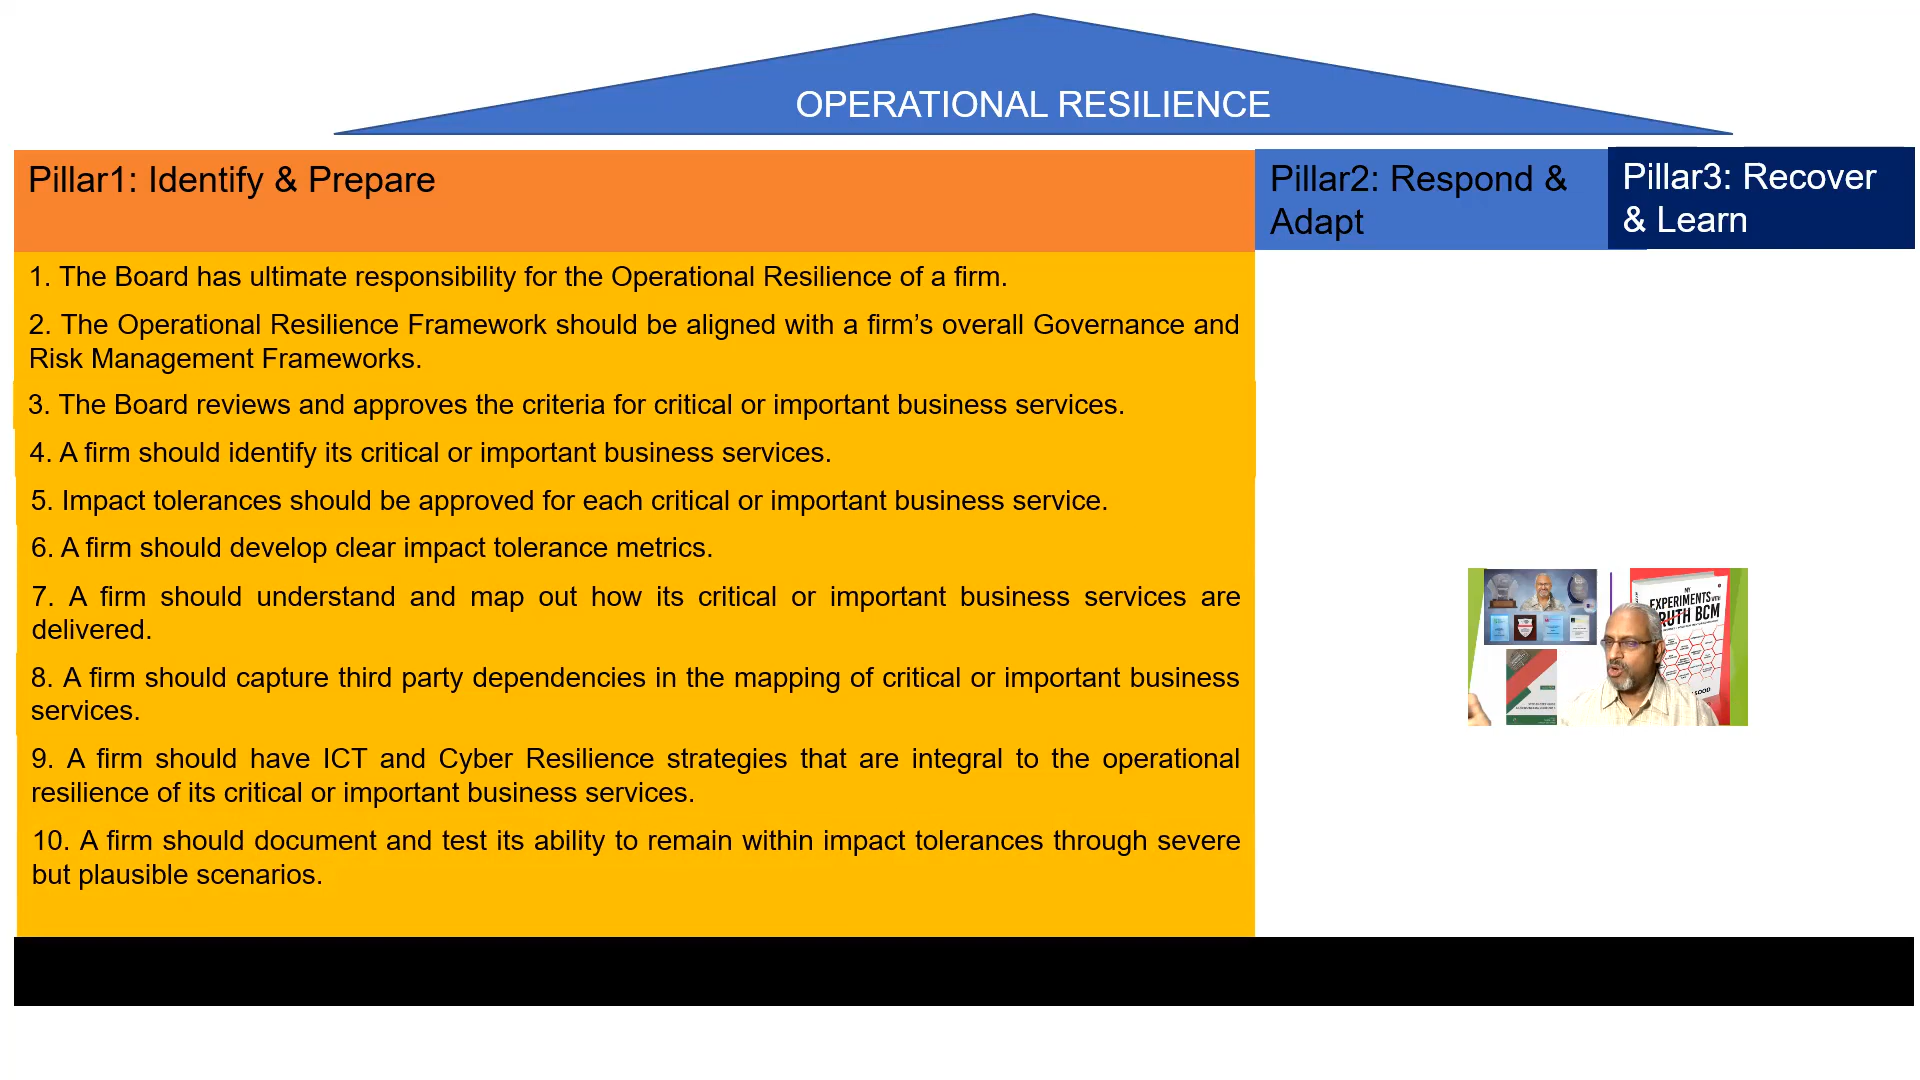 OPERATIONAL RESILIENCE
Pillar1: Identify & Prepare
Pillar2: Respond &
Adapt
Pillar3: Recover
& Learn
1. The Board has ultimate responsibility for the Operational Resilience of a firm.
2. The Operational Resilience Framework should be aligned with a firm’s overall Governance and
Risk Management Frameworks.
3. The Board reviews and approves the criteria for critical or important business services.
4. A firm should identify its critical or important business services.
5. Impact tolerances should be approved for each critical or important business service.
6. A firm should develop clear impact tolerance metrics.
7. A firm should understand and map out how its critical or important business services are
delivered.
8. A firm should capture third party dependencies in the mapping of critical or important business
services.
9. A firm should have ICT and Cyber Resilience strategies that are integral to the operational
resilience of its critical or important business services.
10. A firm should document and test its ability to remain within impact tolerances through severe
but plausible scenarios.
MY
EXPERIMENTS WITH
RUTH BCM